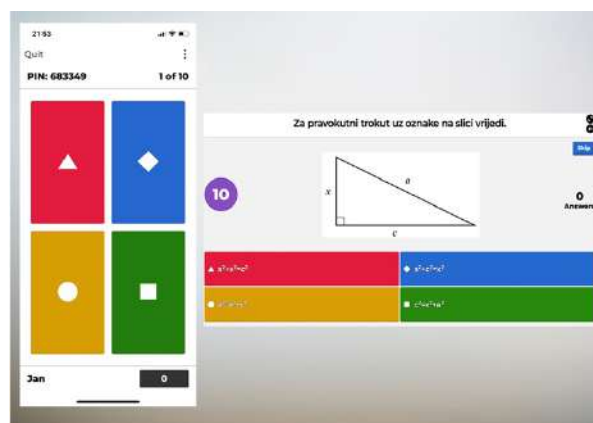 21:53
Quit
PIN: 683349
1 of 10
Jan
0
Za pravokutni trokut uz oznake na slici vrijedi.
Skip
10
x
a
c
0
Answers